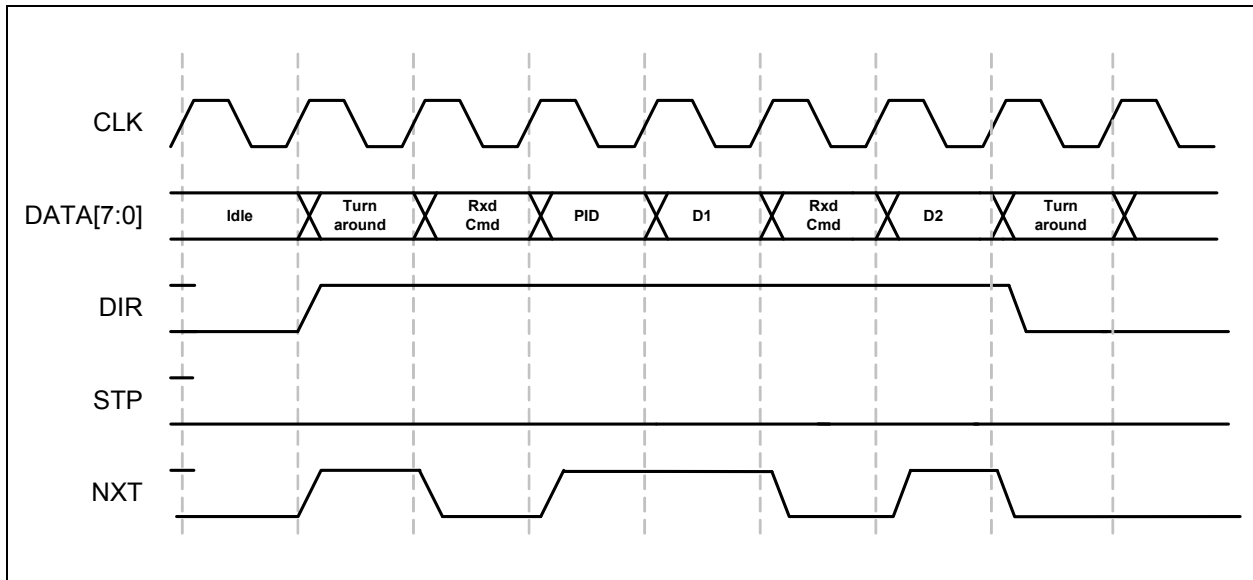 CLK
DATA[7:0]
Idle
Turn
around
Rxd
Cmd
PID
D1
Rxd
Cmd
D2
Turn
around
DIR
STP
NXT